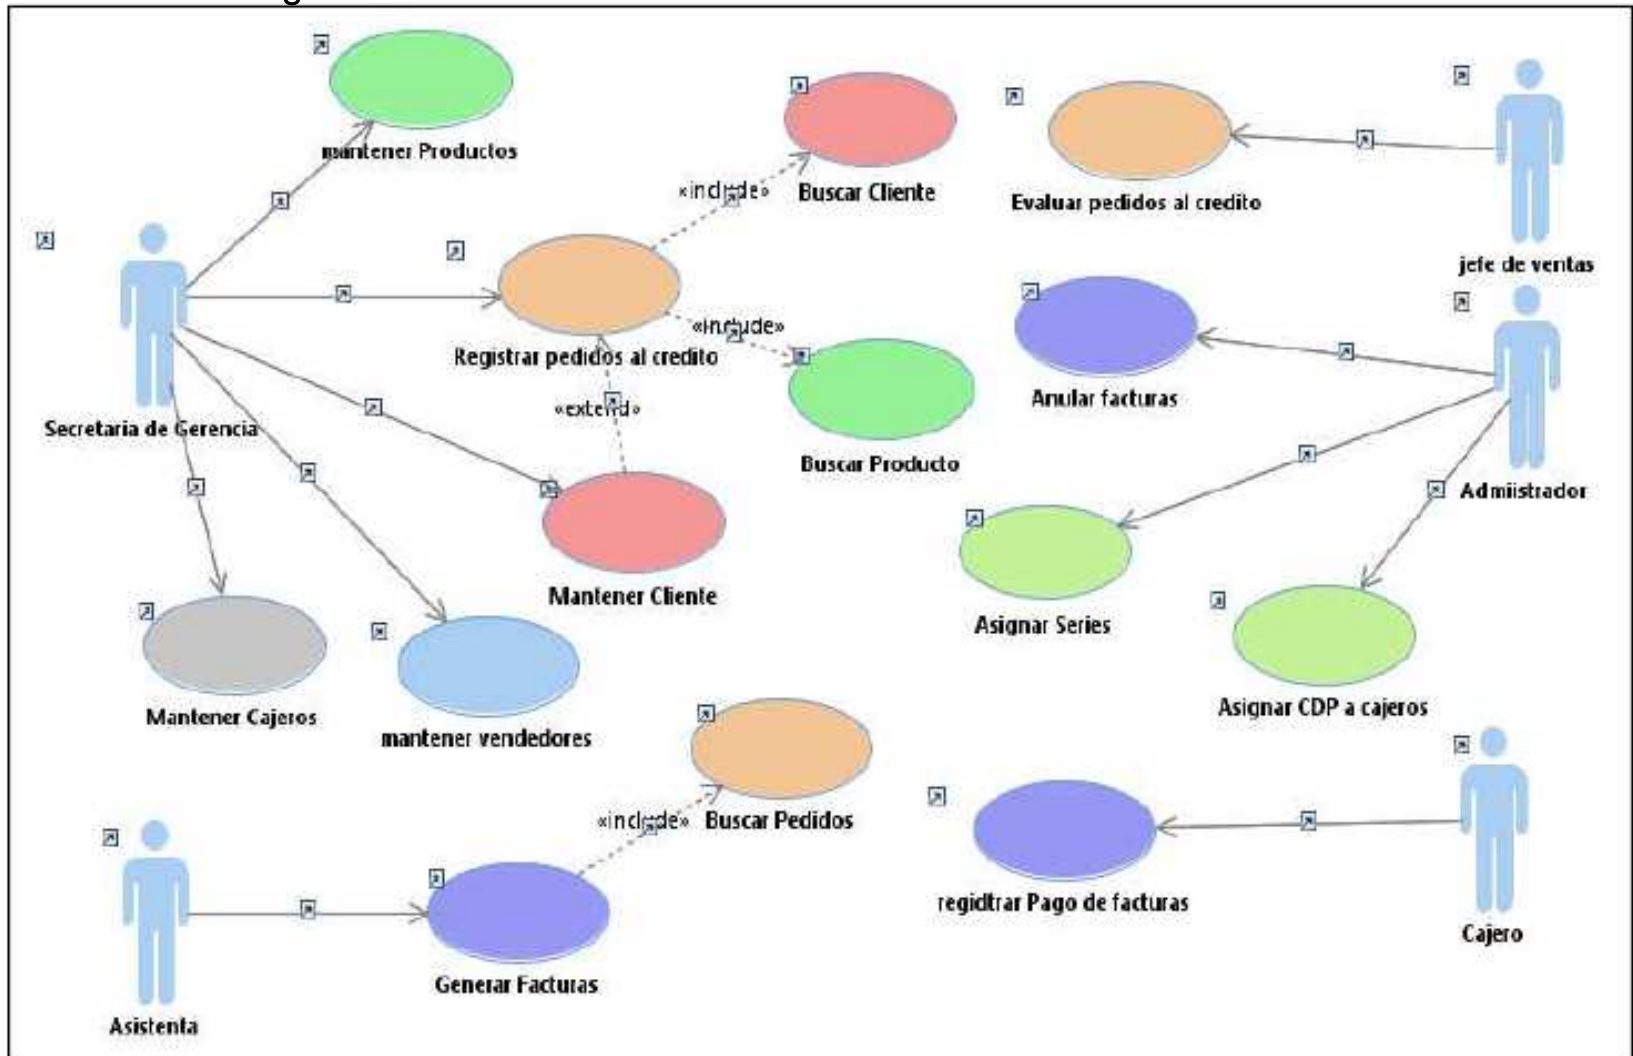 g
mantener Productos
«include»
Buscar Cliente
Evaluar pedidos al credito
jefe de ventas
«include»
Registrar pedidos al credito
Anular facturas
«extend»
Secretaria de Gerencia
Buscar Producto
Admiistrador
Mantener Cliente
Asignar Series
Mantener Cajeros
mantener vendedores
Asignar CDP a cajeros
«include»
Buscar Pedidos
regidtrar Pago de facturas
Cajero
Generar Facturas
Asistenta